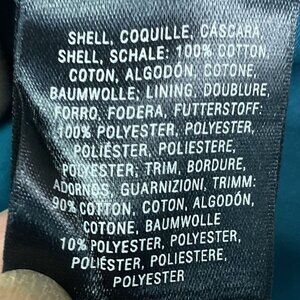 SHELL, COQUILLE, CÁSCARA,
SHELL, SCHALE: 100% COTTON,
COTON, ALGODÓN, COTONE,
BAUMWOLLE; LINING, DOUBLURE,
FORRO, FODERA, FUTTERSTOFF:
100% POLYESTER, POLYESTER,
POLIÉSTER, POLIESTERE,
POLYESTER; TRIM, BORDURE,
ADORNOS, GUARNIZIONI, TRIMM:
90% COTTON, COTON, ALGODÓN,
COTONE, BAUMWOLLE
10% POLYESTER, POLYESTER,
POLIÉSTER, POLIESTERE,
POLYESTER